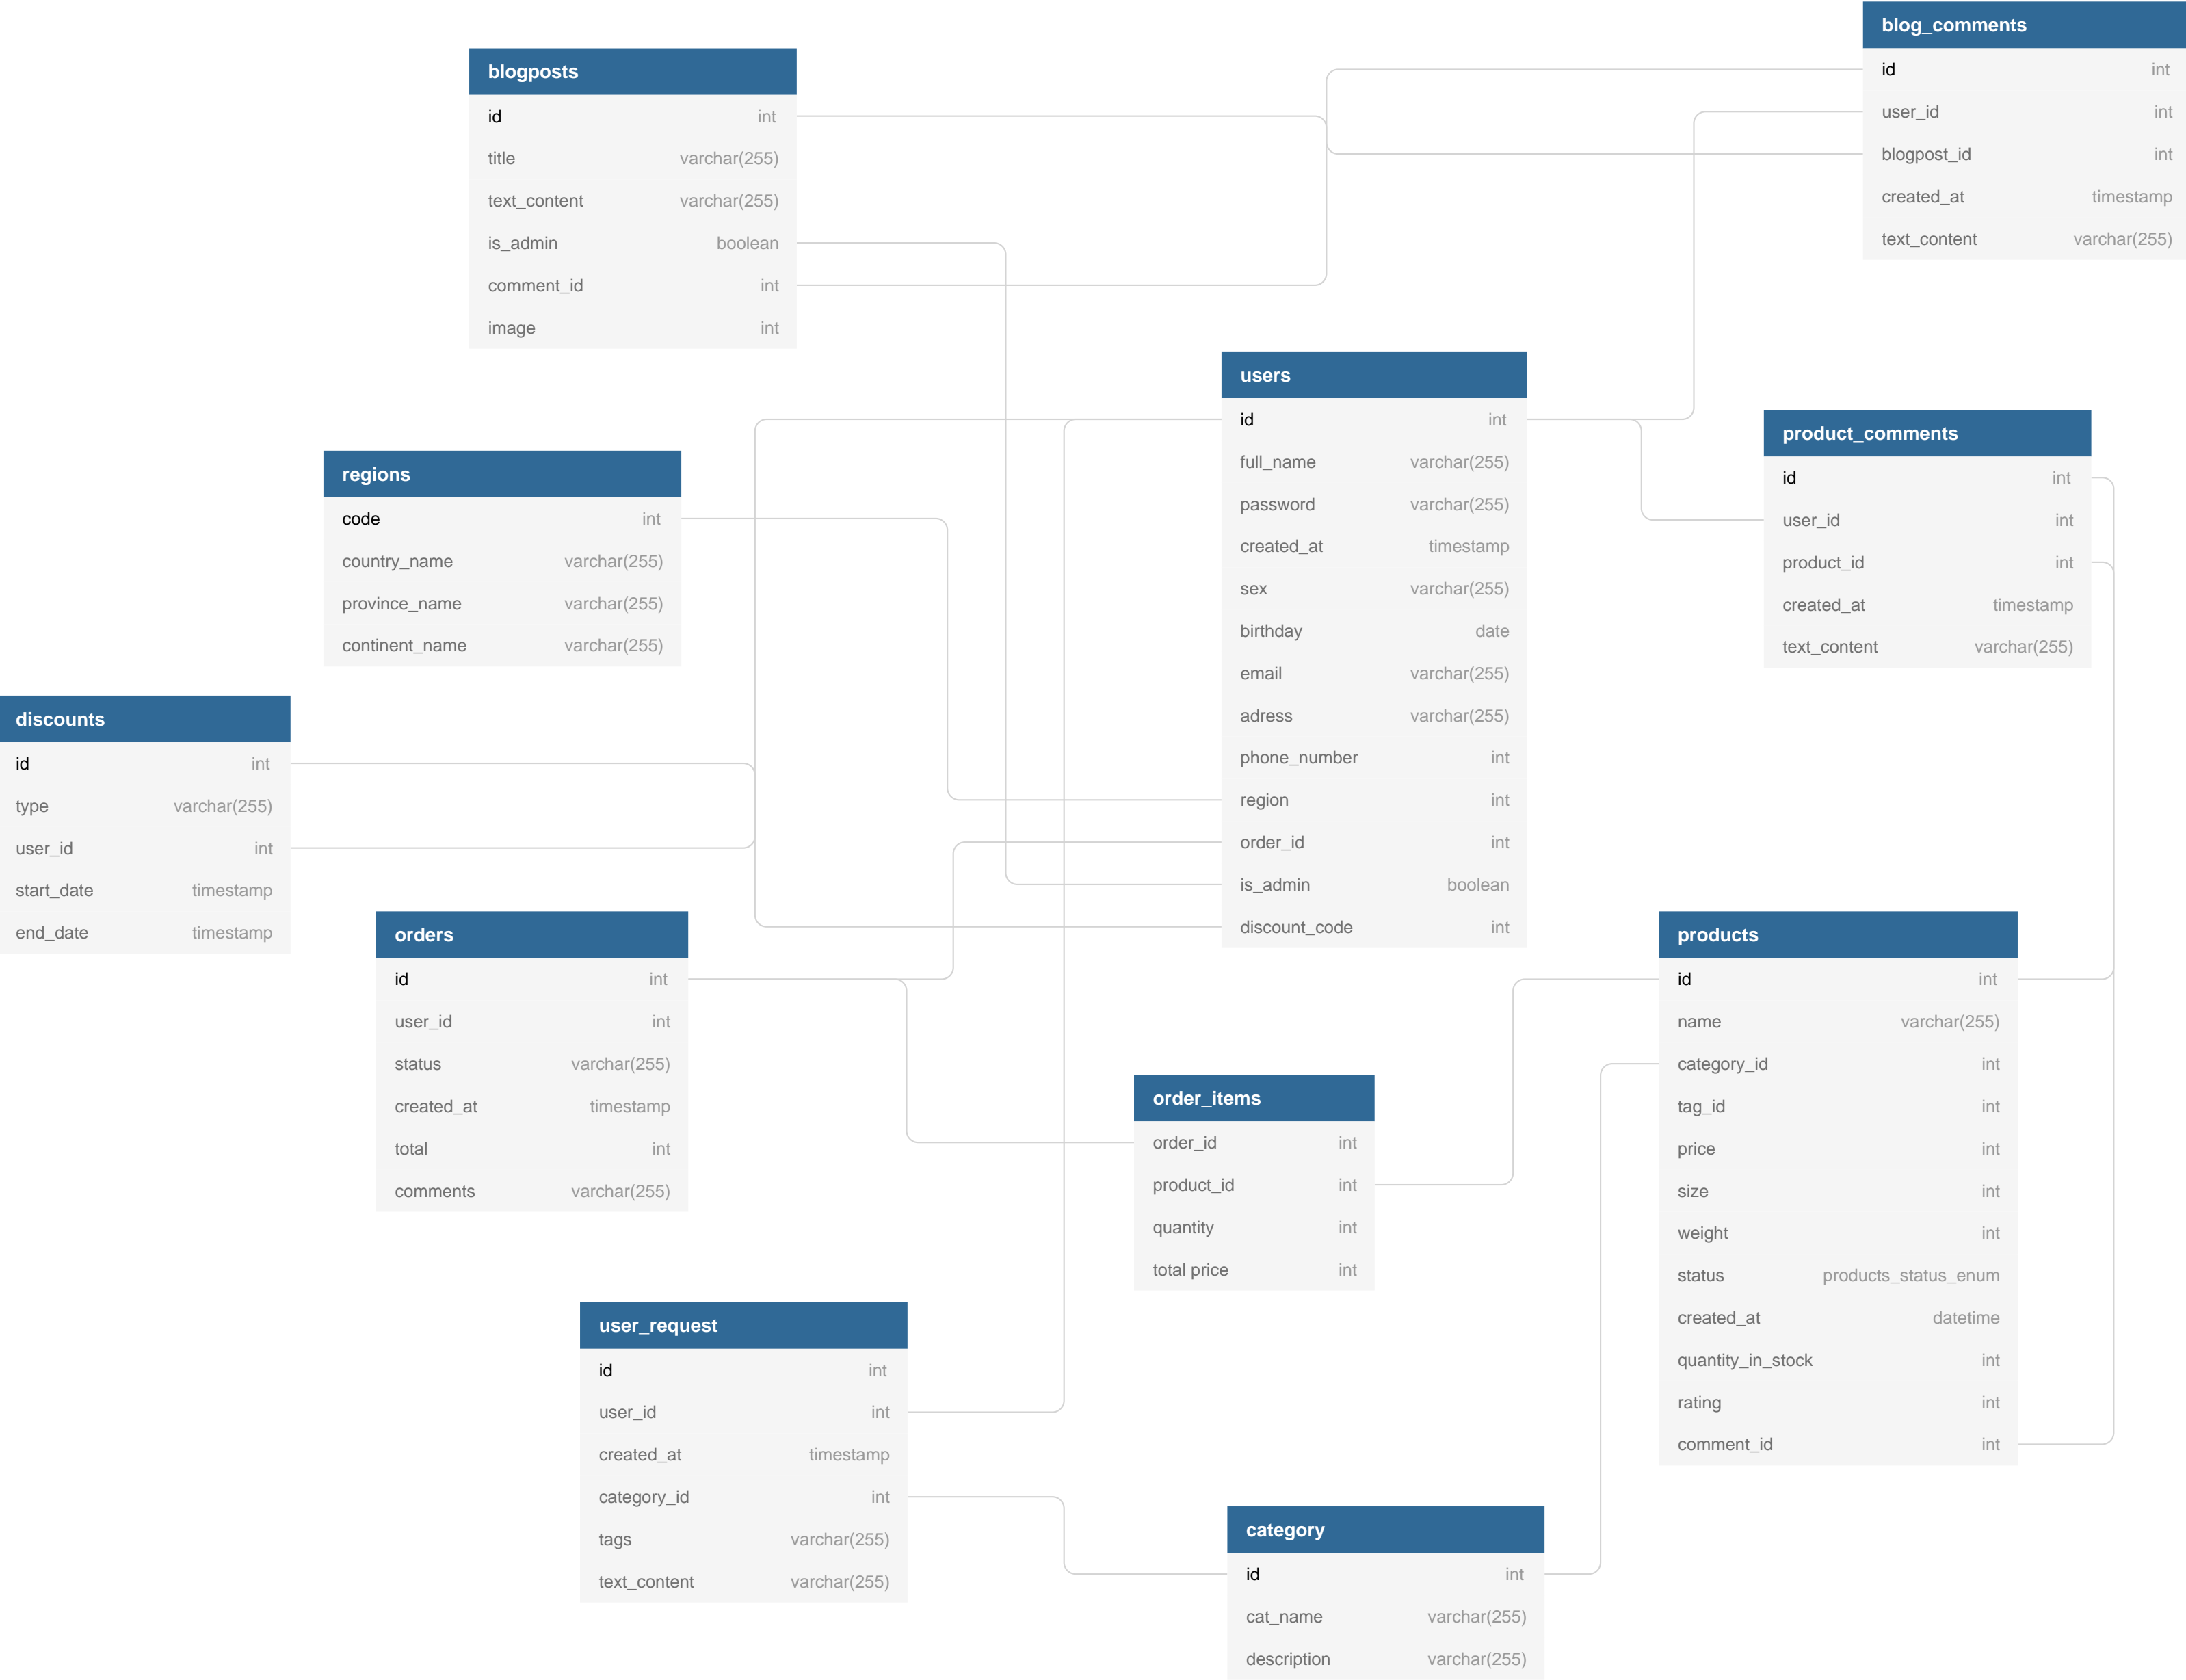 blog_comments
id int
user_id int
blogpost_id int
created_at timestamp
text_content varchar(255)
blogposts
id int
title varchar(255)
text_content varchar(255)
is_admin boolean
comment_id int
image int
users
id int
full_name varchar(255)
password varchar(255)
created_at timestamp
sex varchar(255)
birthday date
email varchar(255)
adress varchar(255)
phone_number int
region int
order_id int
is_admin boolean
discount_code int
product_comments
id int
user_id int
product_id int
created_at timestamp
text_content varchar(255)
regions
code int
country_name varchar(255)
province_name varchar(255)
continent_name varchar(255)
discounts
id int
type varchar(255)
user_id int
start_date timestamp
end_date timestamp
orders
id int
user_id int
status varchar(255)
created_at timestamp
total int
comments varchar(255)
products
id int
name varchar(255)
category_id int
tag_id int
price int
size int
weight int
status products_status_enum
created_at datetime
quantity_in_stock int
rating int
comment_id int
order_items
order_id int
product_id int
quantity int
total price int
user_request
id int
user_id int
created_at timestamp
category_id int
tags varchar(255)
text_content varchar(255)
category
id int
cat_name varchar(255)
description varchar(255)